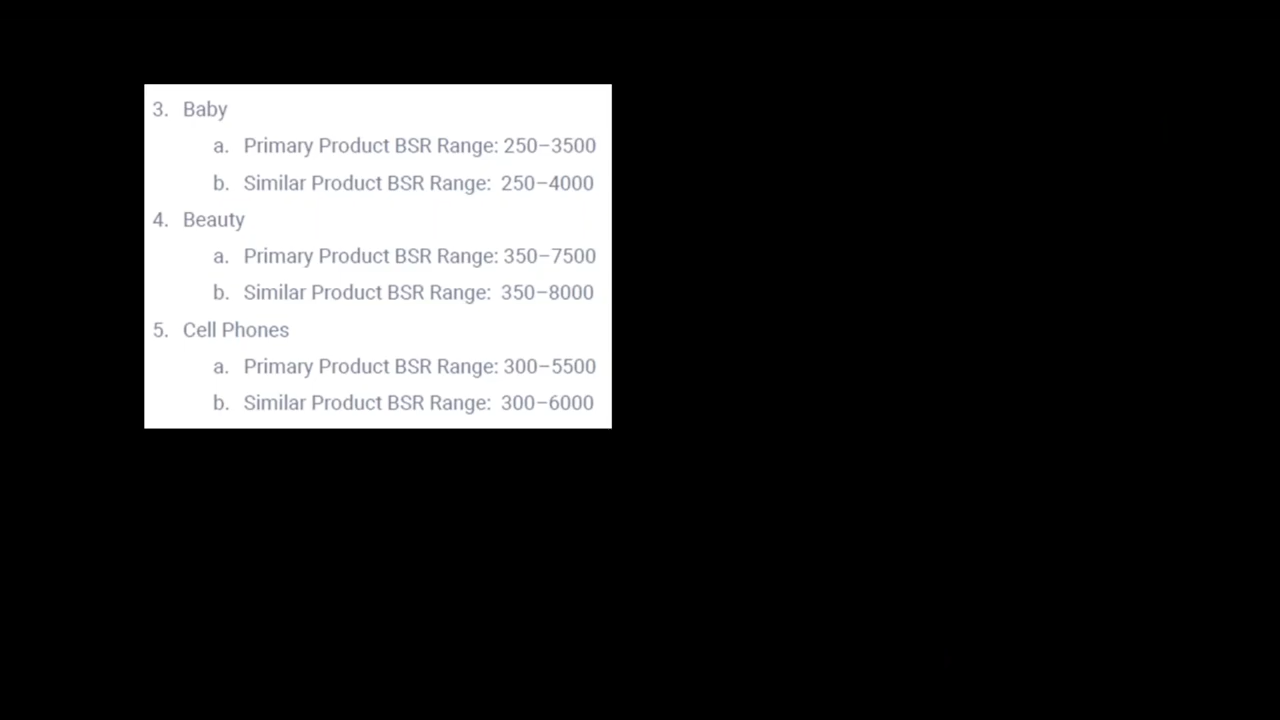 3. Baby
a. Primary Product BSR Range: 250–3500
b. Similar Product BSR Range: 250–4000
4. Beauty
a. Primary Product BSR Range: 350–7500
b. Similar Product BSR Range: 350–8000
5. Cell Phones
a. Primary Product BSR Range: 300–5500
b. Similar Product BSR Range: 300–6000